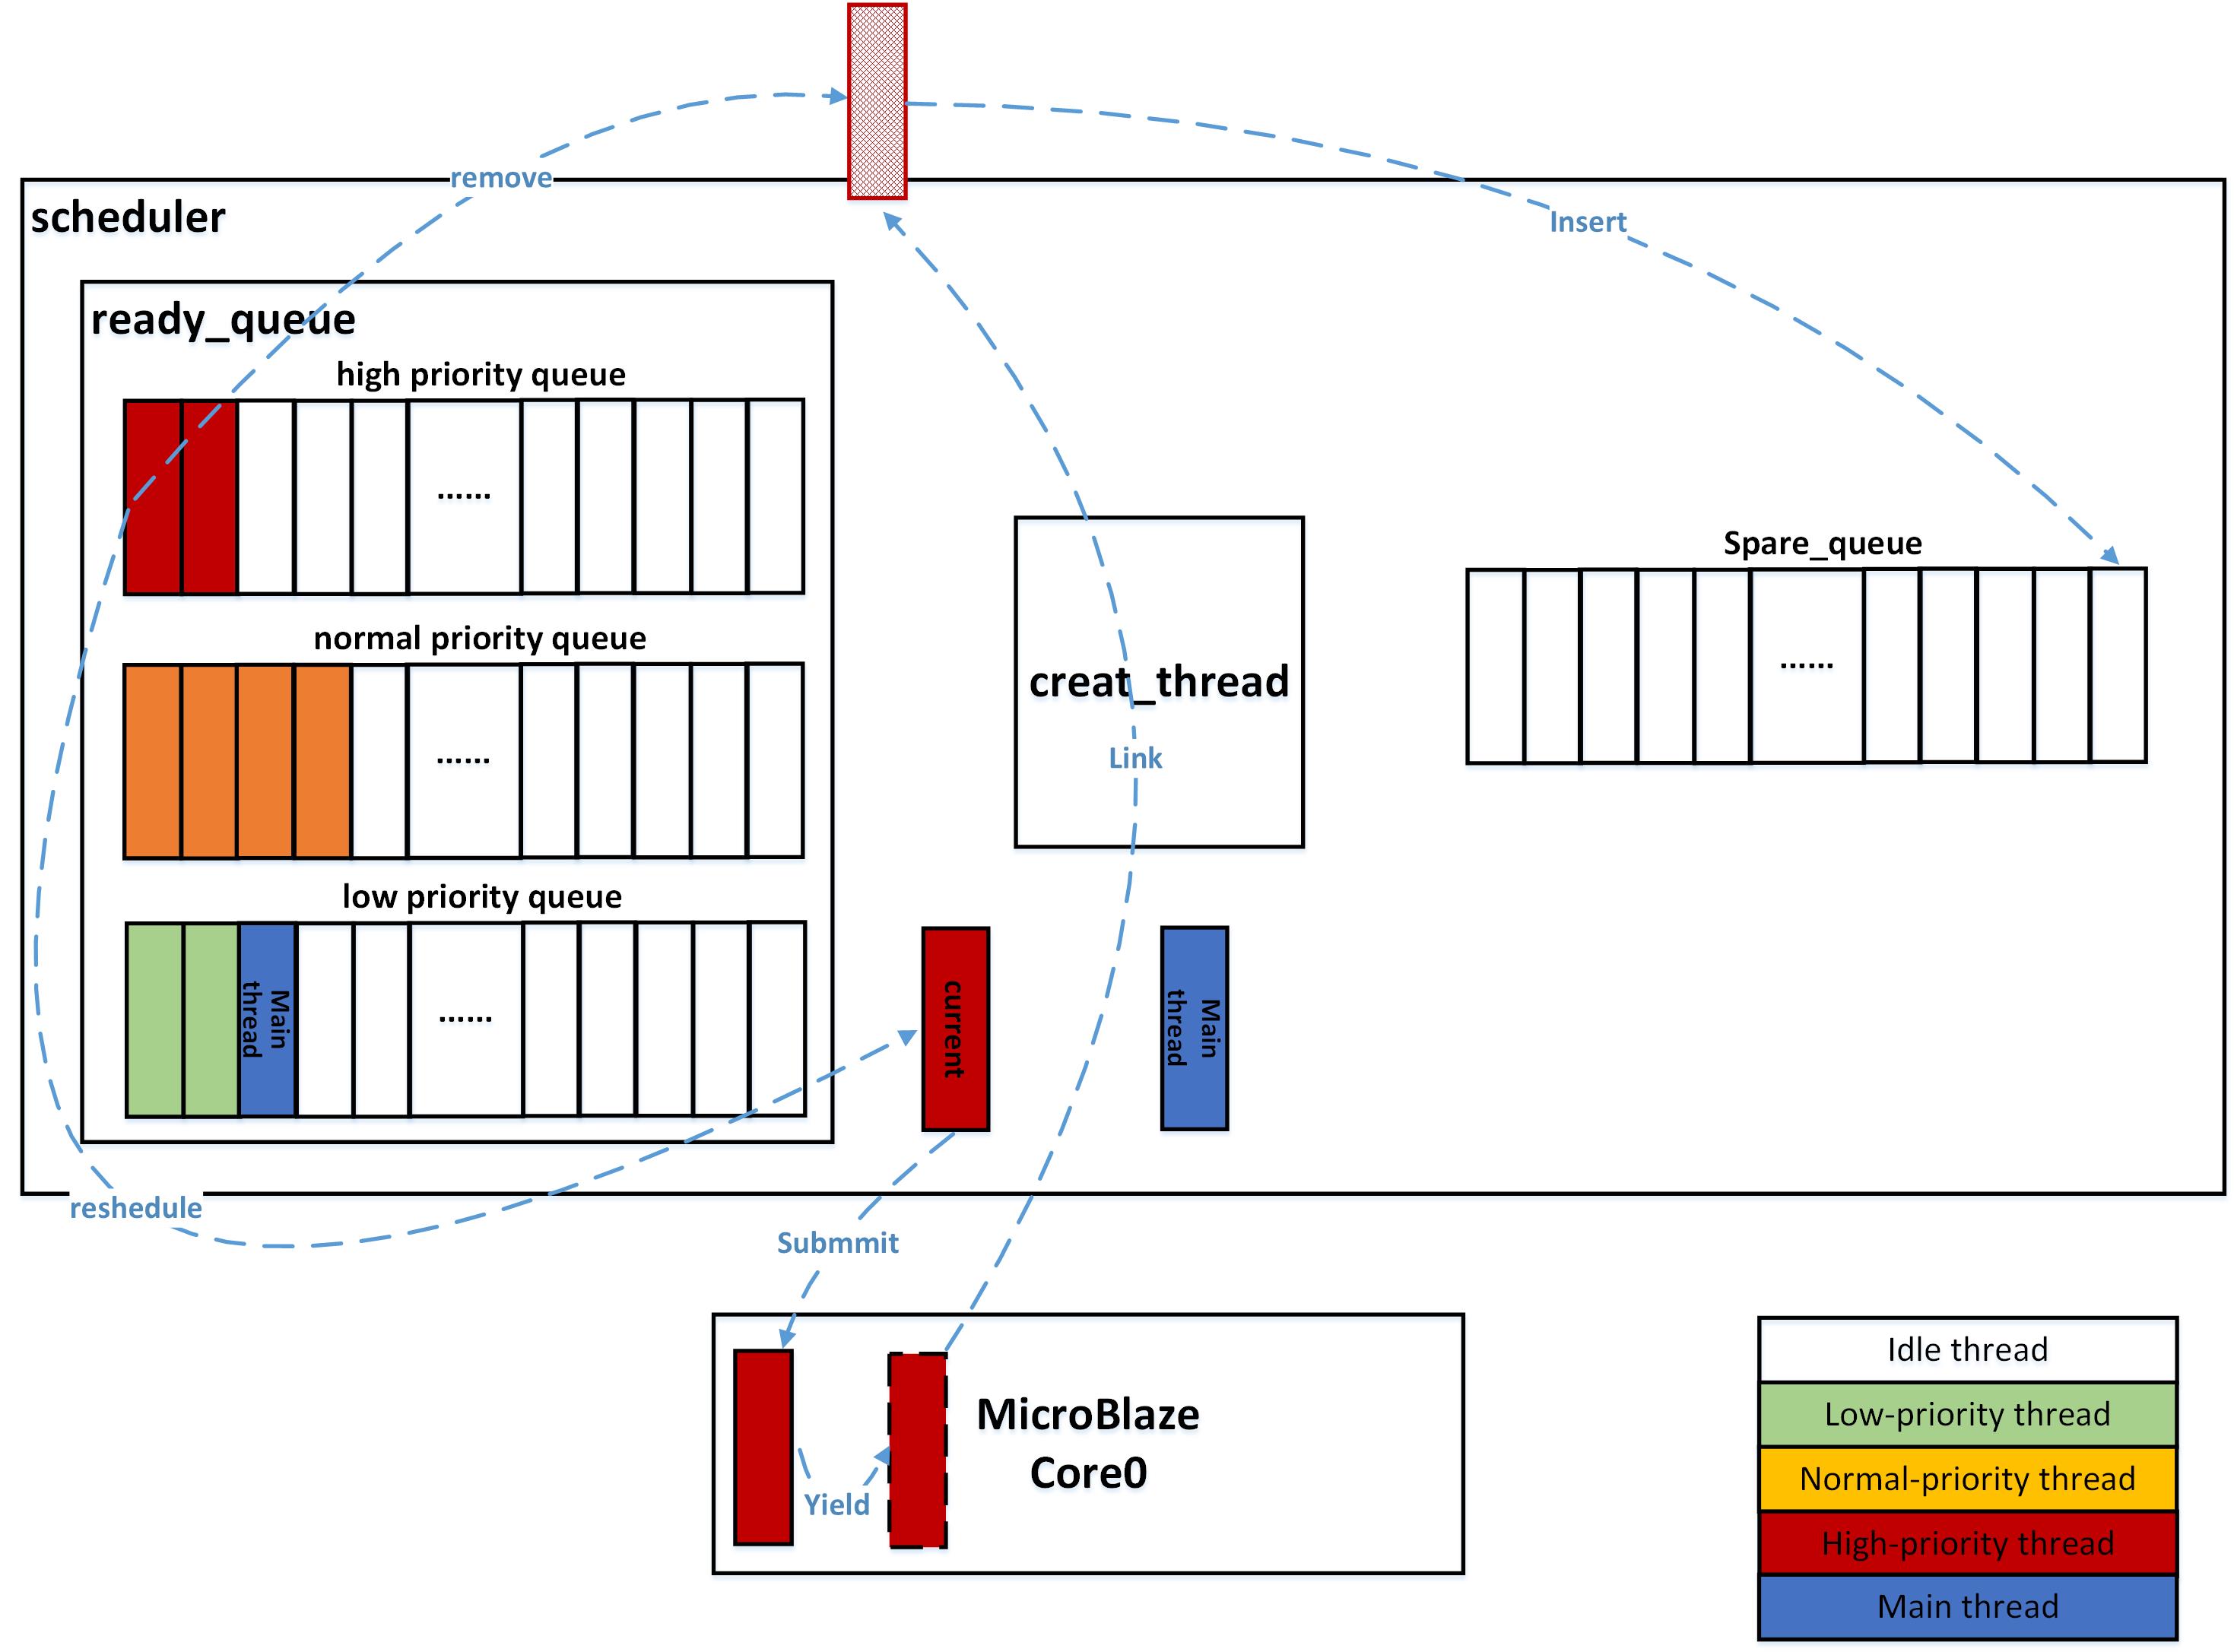 remove
scheduler
Insert
ready_queue
high priority queue
......
normal priority queue
......
low priority queue
Main
thread
......
creat_thread
Link
Spare_queue
......
current
Main
thread
reshedule
Submmit
Yield
MicroBlaze
Core0
Idle thread
Low-priority thread
Normal-priority thread
High-priority thread
Main thread